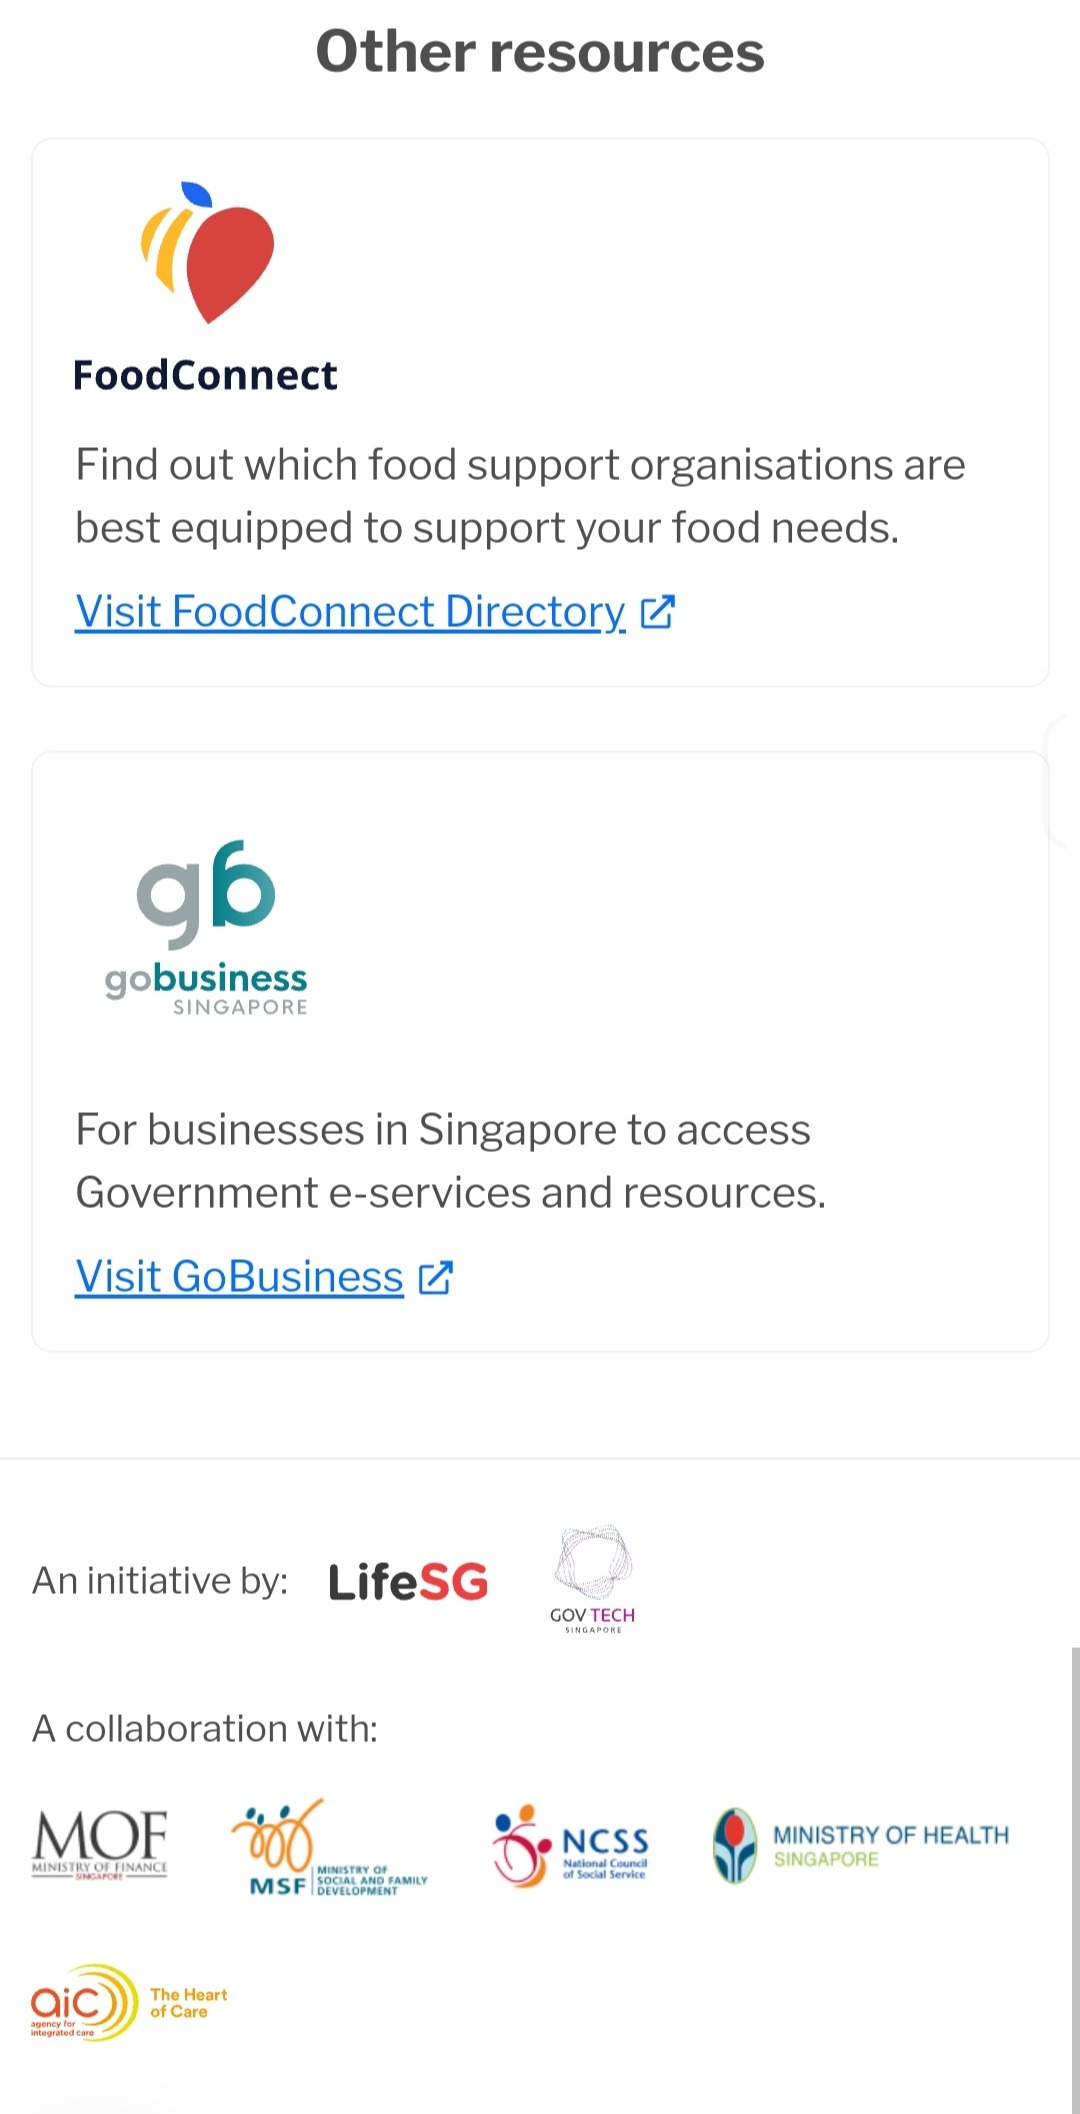 Other resources
FoodConnect
Find out which food support organisations are
best equipped to support your food needs.
Visit FoodConnect Directory
gb
gobusiness
SINGAPORE
For businesses in Singapore to access
Government e-services and resources.
Visit GoBusiness
An initiative by:
LifeSG
GOVTECH
SINGAPORE
A collaboration with:
MOF
MINISTRY OF FINANCE
SINGAPORE
MSF
MINISTRY OF
SOCIAL AND FAMILY
DEVELOPMENT
NCSS
National Council
of Social Service
MINISTRY OF HEALTH
SINGAPORE
aic
agency for
integrated care
The Heart
of Care